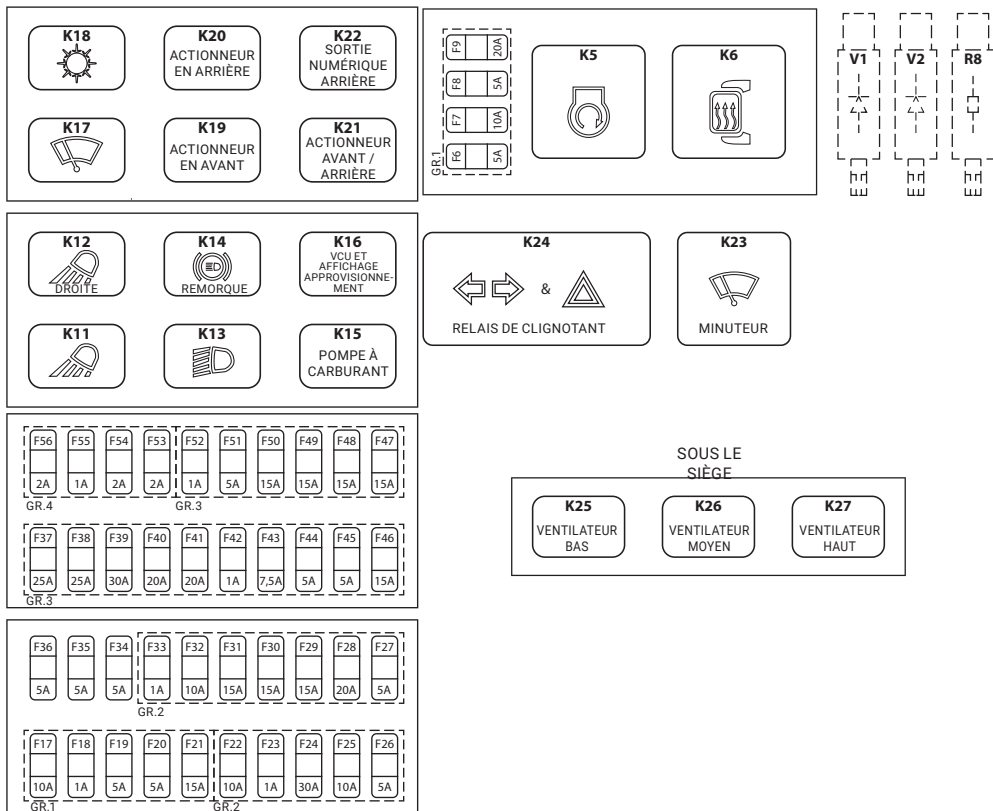 K18
K20
ACTIONNEUR
EN ARRIÈRE
K22
SORTIE
NUMÉRIQUE
ARRIÈRE
K17
K19
ACTIONNEUR
EN AVANT
K21
ACTIONNEUR
AVANT /
ARRIÈRE
F9 20A
F8 5A
F7 10A
F6 5A
GR.1
K5
K6
V1
V2
R8
K12
DROITE
K14
REMORQUE
K16
VCU ET
AFFICHAGE
APPROVISIONNE-
MENT
K11
K13
K15
POMPE À
CARBURANT
K24
&
RELAIS DE CLIGNOTANT
K23
MINUTEUR
F56 F55 F54 F53 F52 F51 F50 F49 F48 F47
2A 1A 2A 2A 1A 5A 15A 15A 15A 15A
GR.4 GR.3
F37 F38 F39 F40 F41 F42 F43 F44 F45 F46
25A 25A 30A 20A 20A 1A 7,5A 5A 5A 15A
GR.3
SOUS LE
SIÈGE
K25
VENTILATEUR
BAS
K26
VENTILATEUR
MOYEN
K27
VENTILATEUR
HAUT
F36 F35 F34 F33 F32 F31 F30 F29 F28 F27
5A 5A 5A 1A 10A 15A 15A 15A 20A 5A
GR.2
F17 F18 F19 F20 F21 F22 F23 F24 F25 F26
10A 1A 5A 5A 15A 10A 1A 30A 10A 5A
GR.1 GR.2